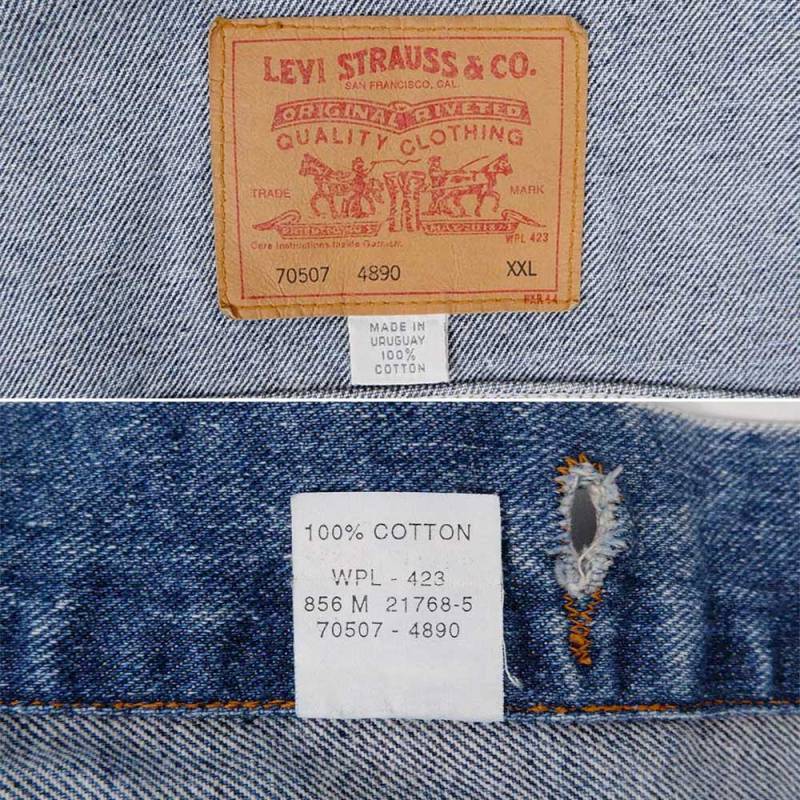 LEVI STRAUSS & CO.
SAN FRANCISCO, CAL.
ORIGINAL RIVETED
QUALITY CLOTHING
TRADE MARK
Care Instructions Inside Garment
WPL 423
70507 4890 XXL
MADE IN
URUGUAY
100%
COTTON
100% COTTON
WPL - 423
856 M 21768-5
70507 - 4890